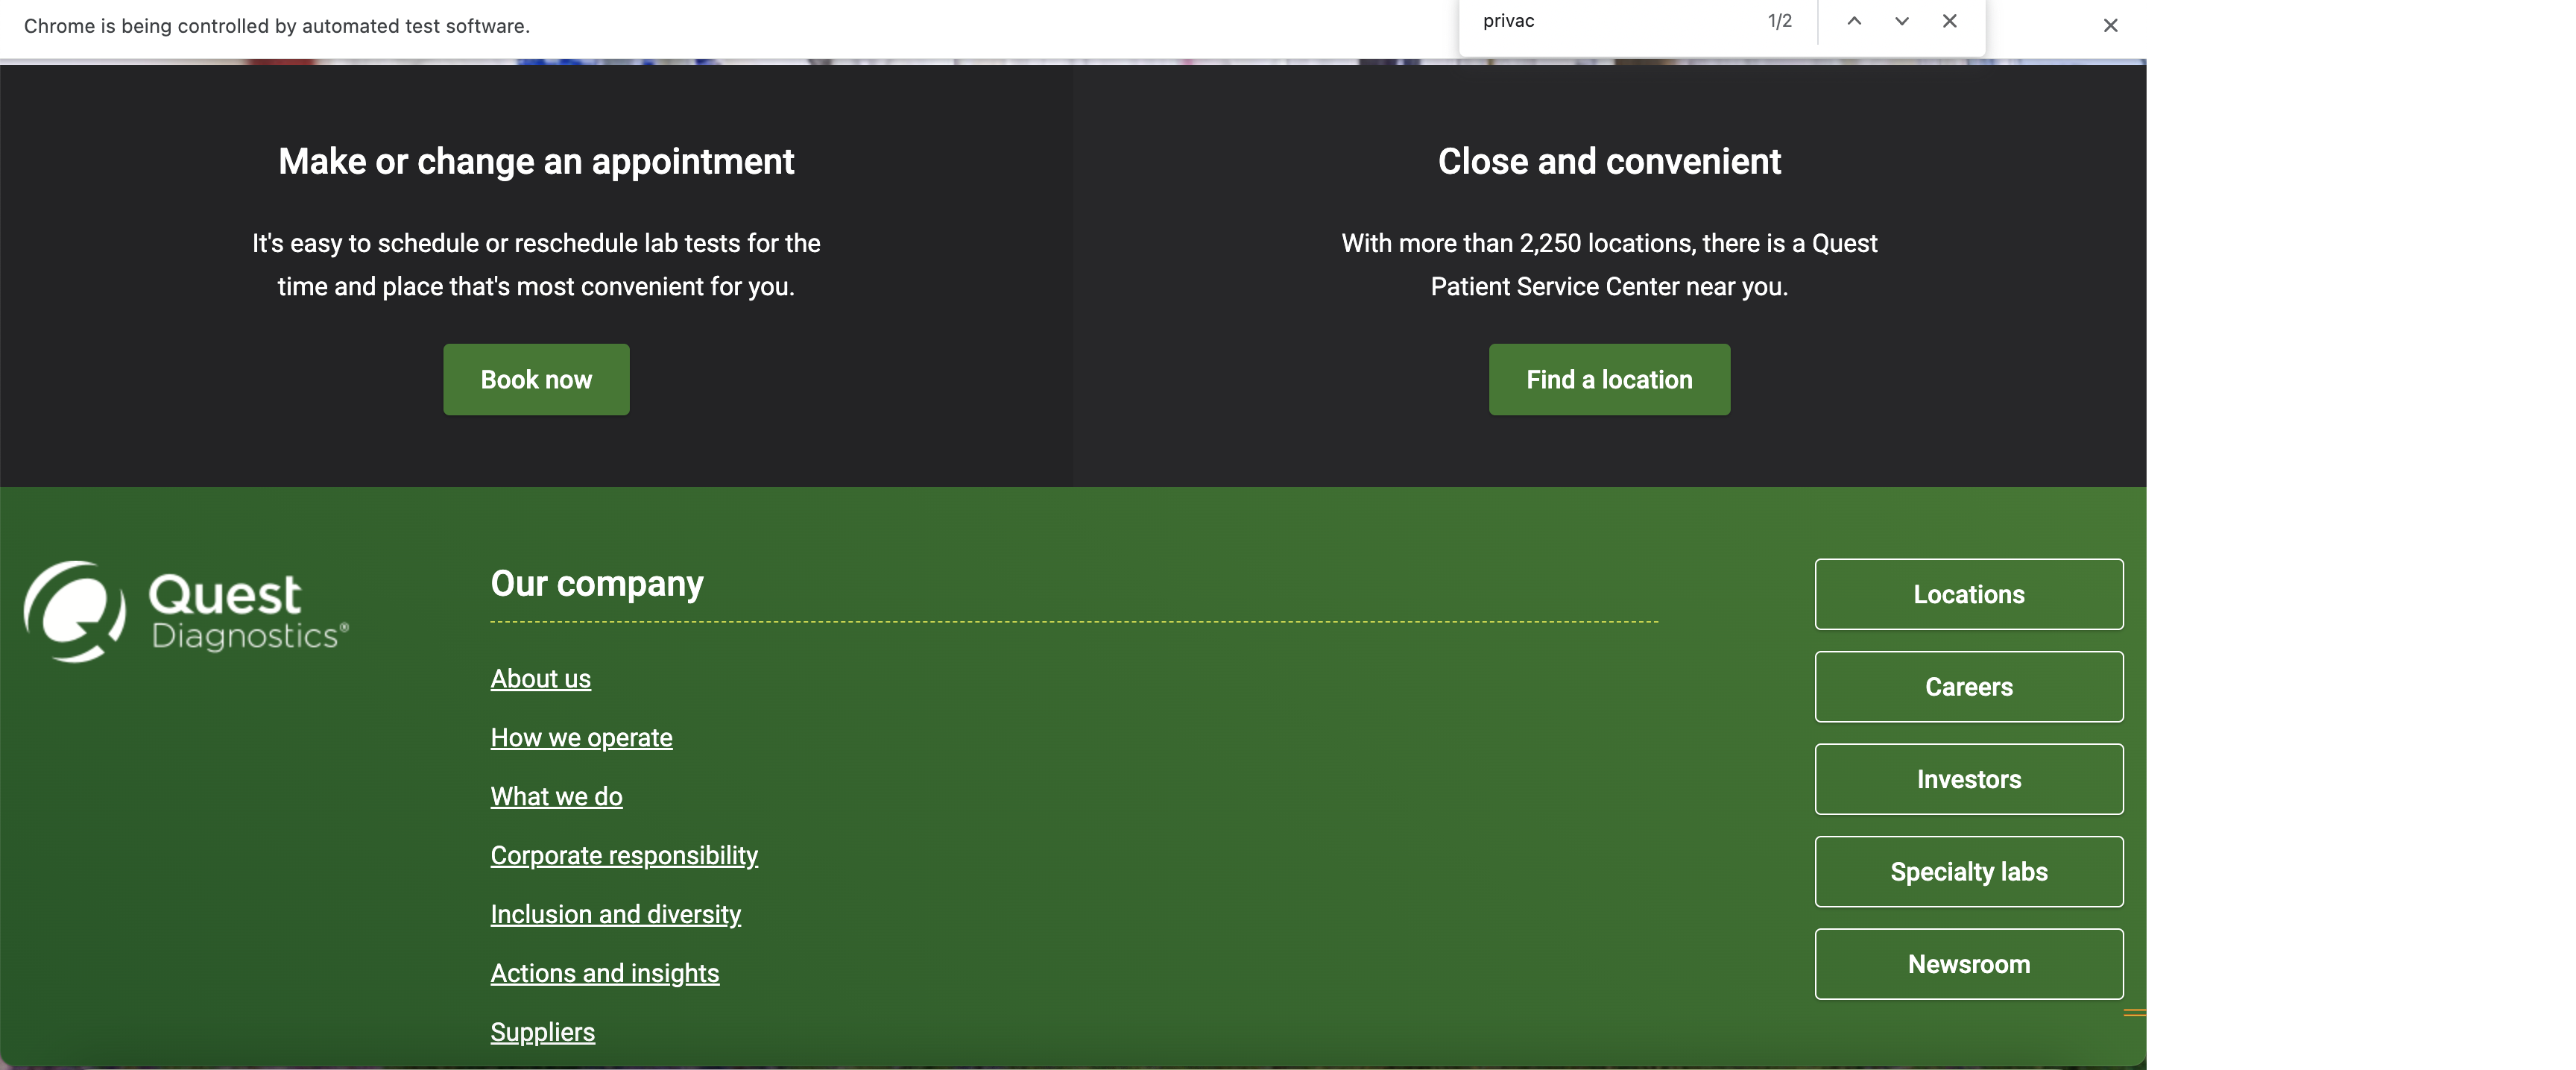 Chrome is being controlled by automated test software.
privac
1/2
Make or change an appointment
It's easy to schedule or reschedule lab tests for the
time and place that's most convenient for you.
Book now
Close and convenient
With more than 2,250 locations, there is a Quest
Patient Service Center near you.
Find a location
Quest
Diagnostics®
Our company
About us
How we operate
What we do
Corporate responsibility
Inclusion and diversity
Actions and insights
Suppliers
Locations
Careers
Investors
Specialty labs
Newsroom